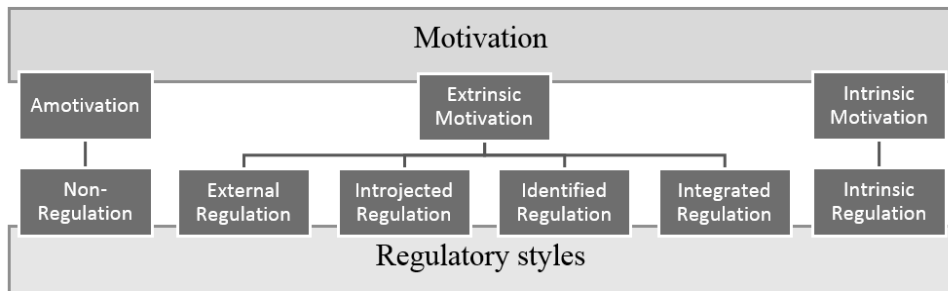 Motivation
Amotivation
Extrinsic
Motivation
Intrinsic
Motivation
Non-
Regulation
External
Regulation
Introjected
Regulation
Identified
Regulation
Integrated
Regulation
Intrinsic
Regulation
Regulatory styles